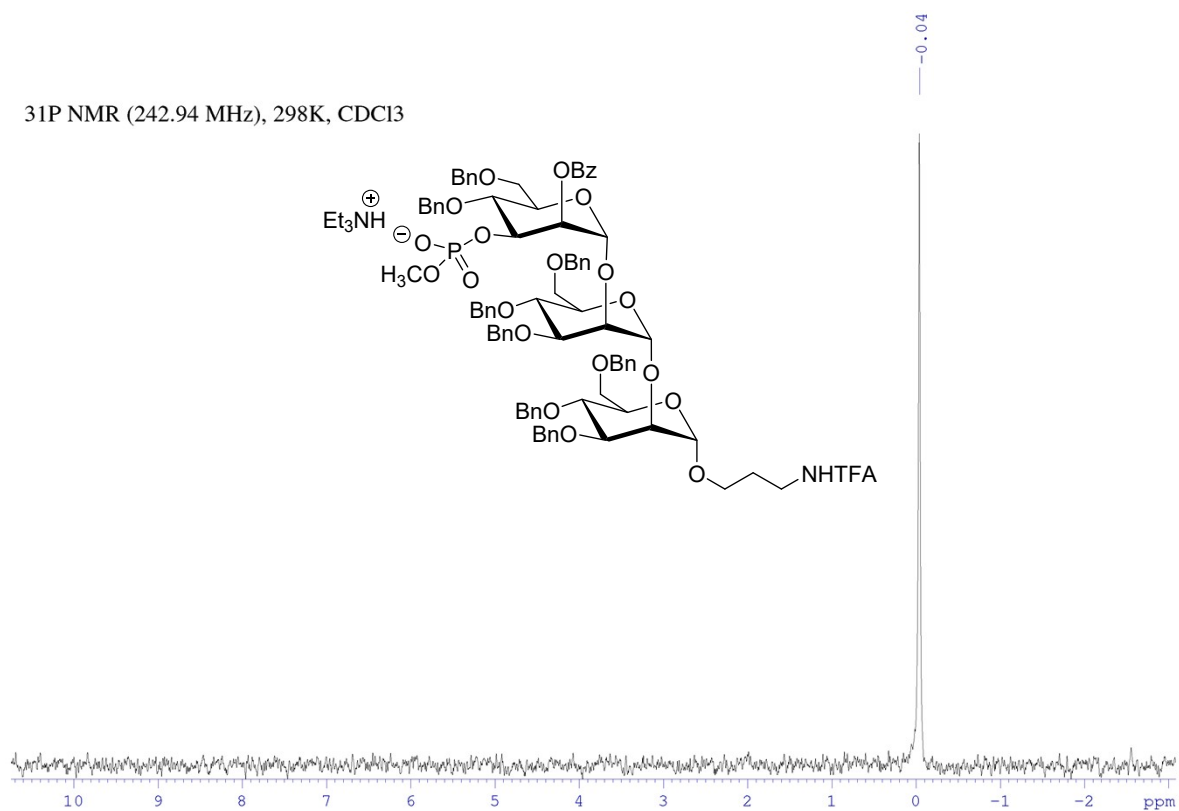 -0.04
31P NMR (242.94 MHz), 298K, CDCl3
OBz
BnO
O
BnO
⊕
Et3NH
⊖
O
O
P
OBn
O
H3CO
O
O
BnO
BnO
OBn
O
O
BnO
BnO
O
NHTFA
10 9 8 7 6 5 4 3 2 1 0 -1 -2 ppm